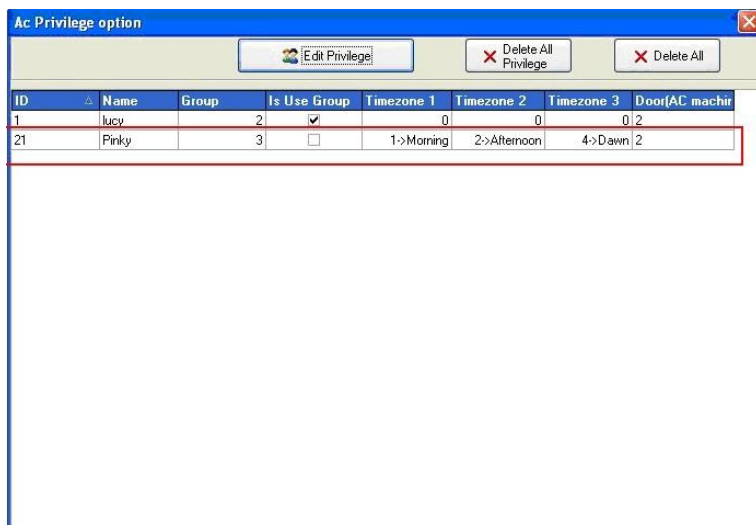 Ac Privilege option
Edit Privilege
Delete All
Privilege
Delete All
ID Name Group Is Use Group Timezone 1 Timezone 2 Timezone 3 Door(AC machin
1 lucy 2 0 0 0 2
21 Pinky 3 1->Morning 2->Afternoon 4->Dawn 2